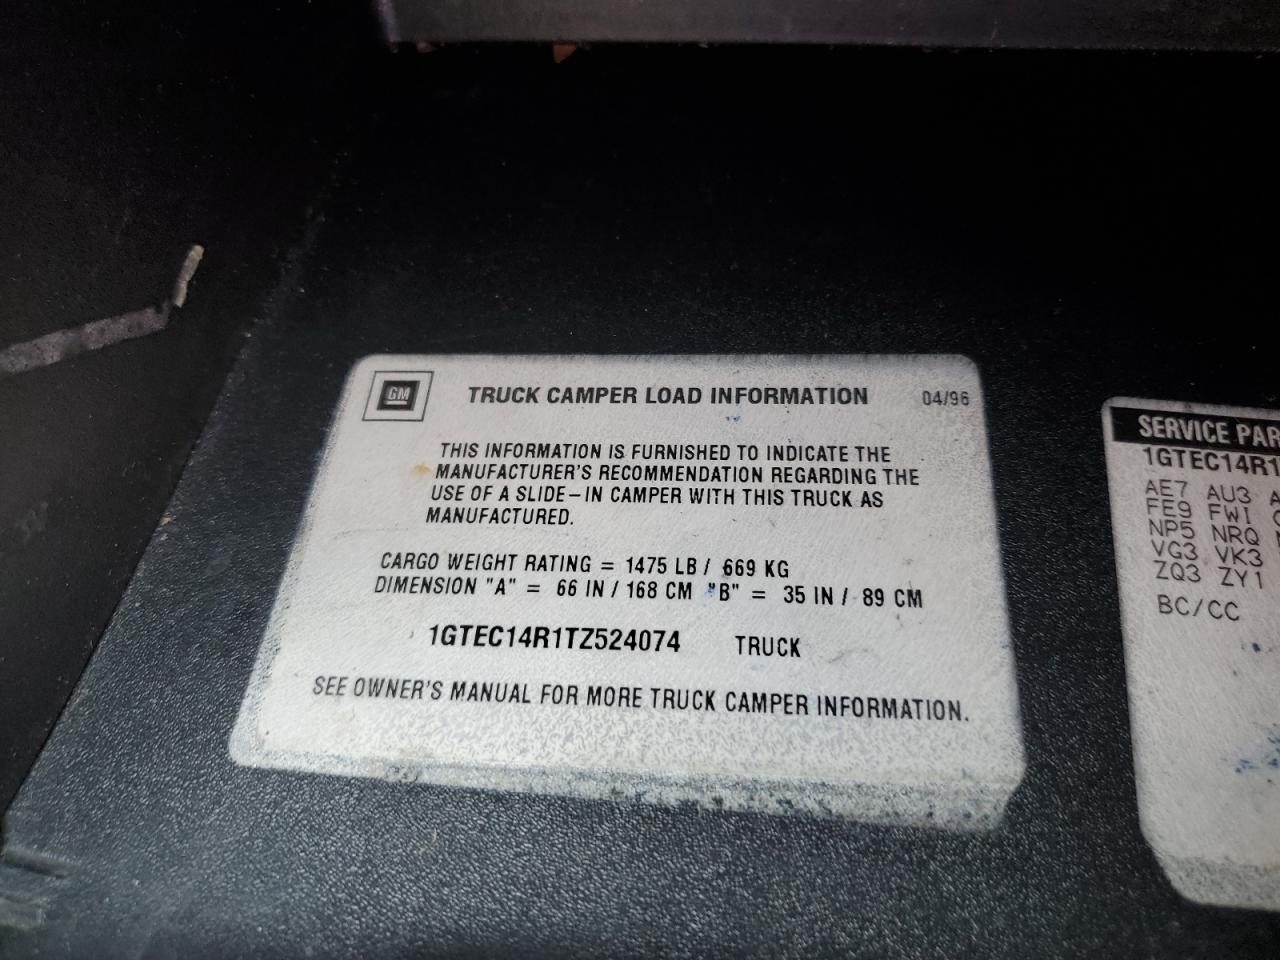 GM
TRUCK CAMPER LOAD INFORMATION 04/96
THIS INFORMATION IS FURNISHED TO INDICATE THE
MANUFACTURER'S RECOMMENDATION REGARDING THE
USE OF A SLIDE-IN CAMPER WITH THIS TRUCK AS
MANUFACTURED.
CARGO WEIGHT RATING = 1475 LB / 669 KG
DIMENSION "A" = 66 IN / 168 CM "B" = 35 IN / 89 CM
1GTEC14R1TZ524074 TRUCK
SEE OWNER'S MANUAL FOR MORE TRUCK CAMPER INFORMATION.
SERVICE PAR
1GTEC14R1
AE7 AU3
FE9 FWI
NP5 NRQ
VG3 VK3
ZQ3 ZY1
BC/CC